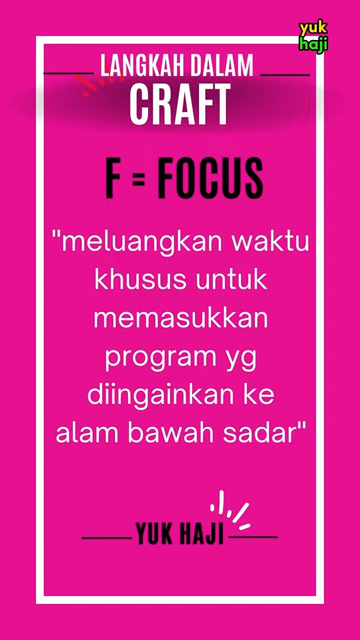 yuk
haji
LANGKAH DALAM
CRAFT
F = FOCUS
"meluangkan waktu
khusus untuk
memasukkan
program yg
diingainkan ke
alam bawah sadar"
YUK HAJI